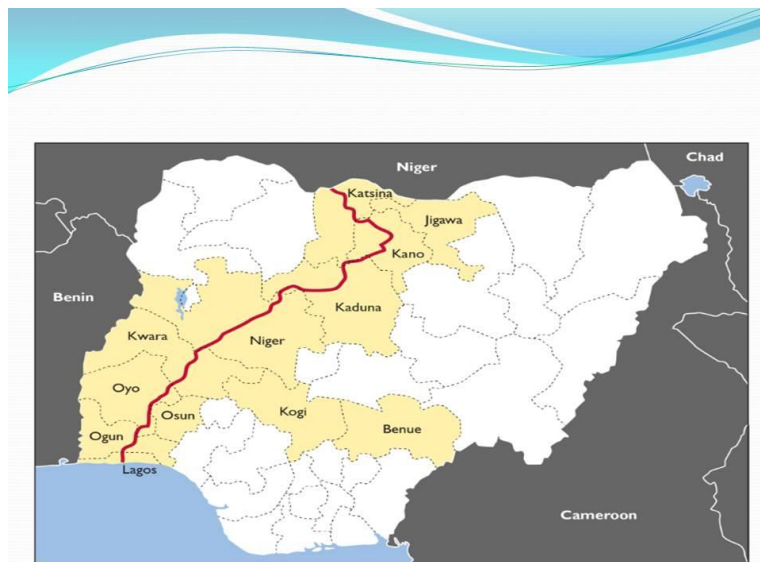 Niger
Chad
Katsina
Jigawa
Kano
Benin
Kaduna
Kwara
Niger
Oyo
Osun
Kogi
Benue
Ogun
Lagos
Cameroon